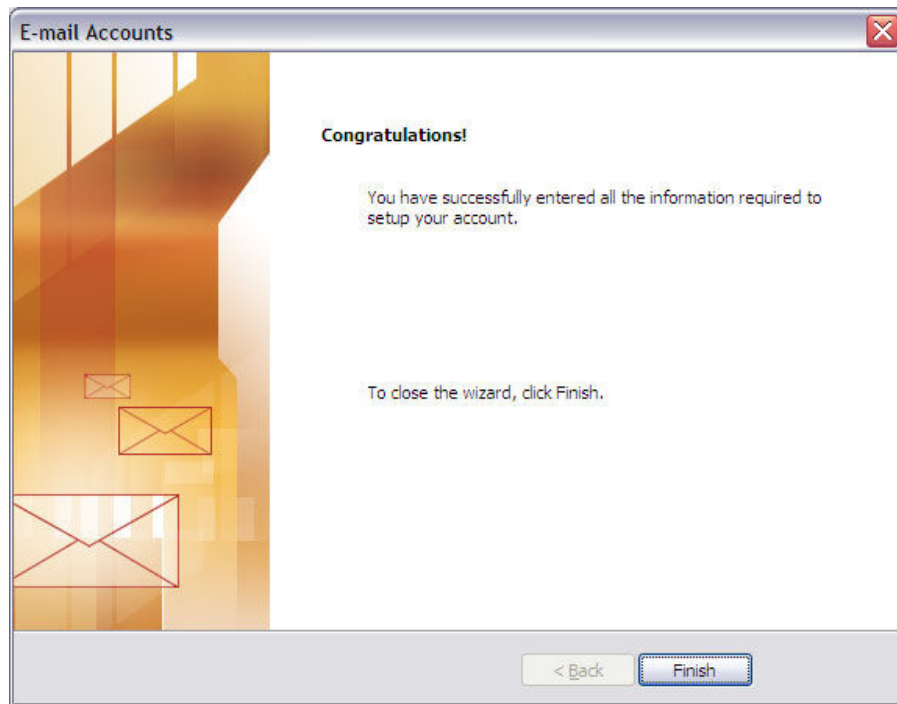 E-mail Accounts
Congratulations!
You have successfully entered all the information required to
setup your account.
To close the wizard, click Finish.
< Back
Finish